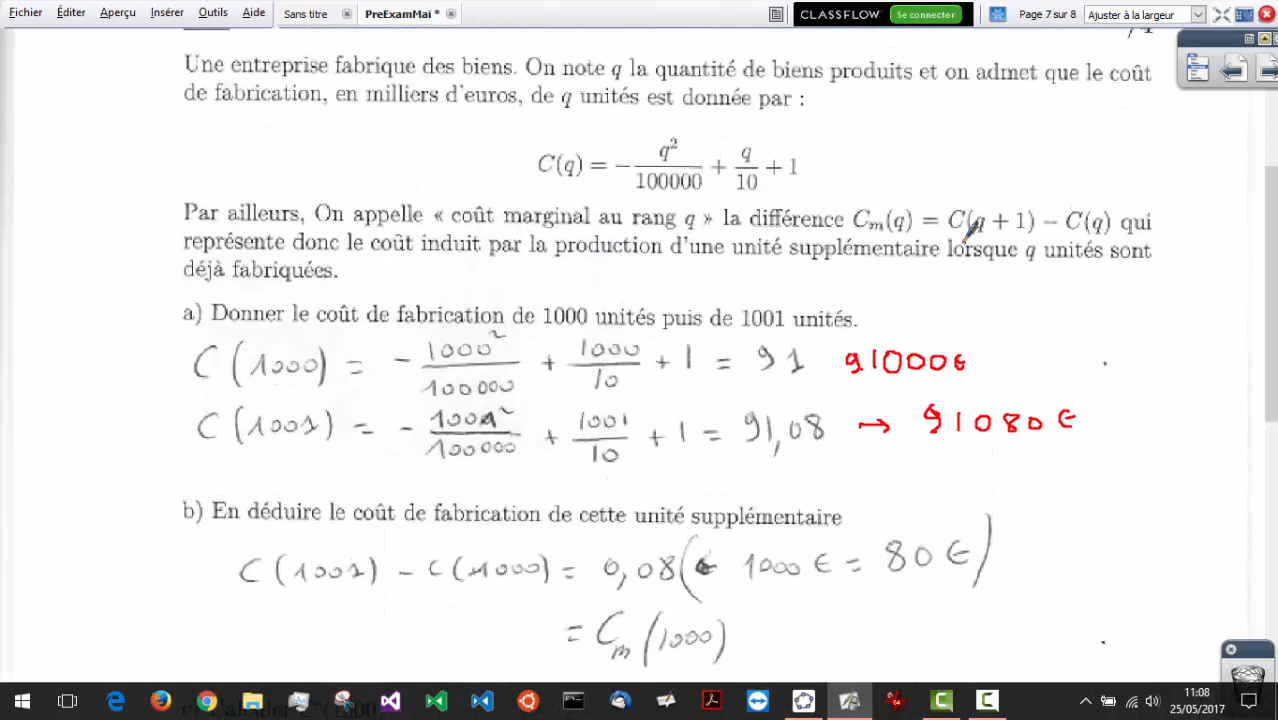 Fichier Éditer Aperçu Insérer Outils Aide Sans titre PreExamMai * CLASSFLOW Se connecter Page 7 sur 8 Ajuster à la largeur
Une entreprise fabrique des biens. On note q la quantité de biens produits et on admet que le coût
de fabrication, en milliers d'euros, de q unités est donnée par :
C(q) = − q²/100000 + q/10 + 1
Par ailleurs, On appelle « coût marginal au rang q » la différence Cₘ(q) = C(q + 1) − C(q) qui
représente donc le coût induit par la production d'une unité supplémentaire lorsque q unités sont
déjà fabriquées.
a) Donner le coût de fabrication de 1000 unités puis de 1001 unités.
C(1000) = − 1000²/100000 + 1000/10 + 1 = 91 91000€
C(1001) = − 1001²/100000 + 1001/10 + 1 = 91,08 → 91080€
b) En déduire le coût de fabrication de cette unité supplémentaire
C(1001) − C(1000) = 0,08 ( 1000€ = 80€)
= Cₘ(1000)
11:08
25/05/2017